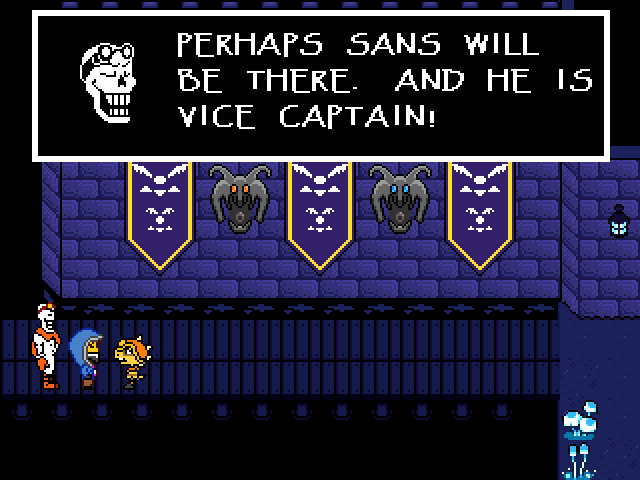 PERHAPS SANS WILL
BE THERE. AND HE IS
VICE CAPTAIN!